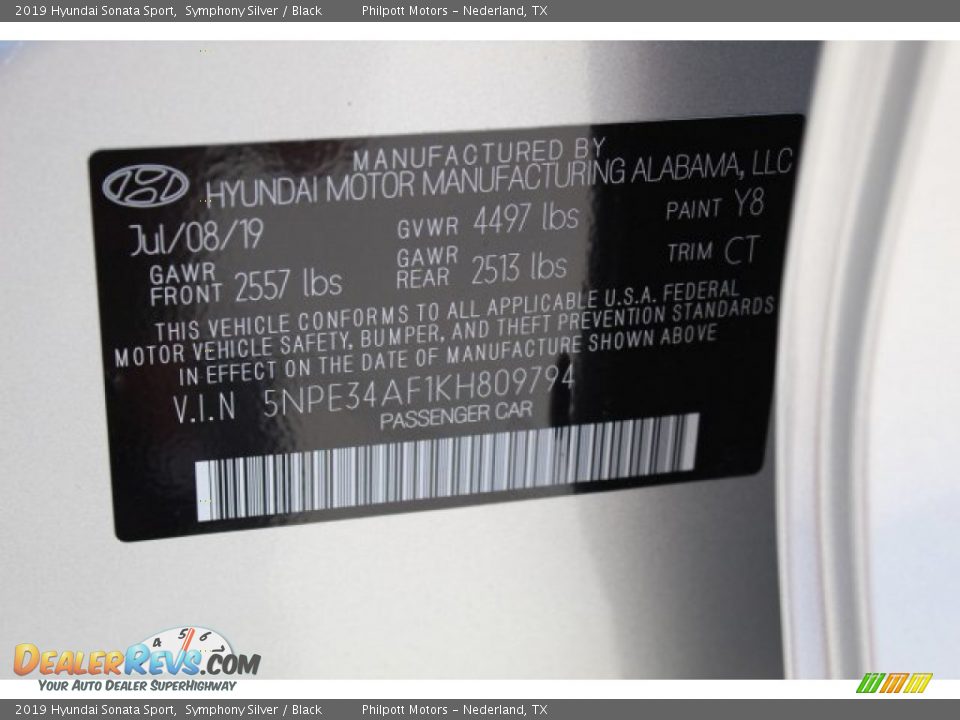 2019 Hyundai Sonata Sport, Symphony Silver / Black Philpott Motors - Nederland, TX
MANUFACTURED BY
HYUNDAI MOTOR MANUFACTURING ALABAMA, LLC
Jul/08/19 GVWR 4497 lbs PAINT Y8
GAWR FRONT 2557 lbs GAWR REAR 2513 lbs TRIM CT
THIS VEHICLE CONFORMS TO ALL APPLICABLE U.S.A. FEDERAL
MOTOR VEHICLE SAFETY, BUMPER, AND THEFT PREVENTION STANDARDS
IN EFFECT ON THE DATE OF MANUFACTURE SHOWN ABOVE
V.I.N 5NPE34AF1KH809794
PASSENGER CAR
4 5 6 7
DEALERREVS.COM
YOUR AUTO DEALER SUPERHIGHWAY
2019 Hyundai Sonata Sport, Symphony Silver / Black Philpott Motors - Nederland, TX